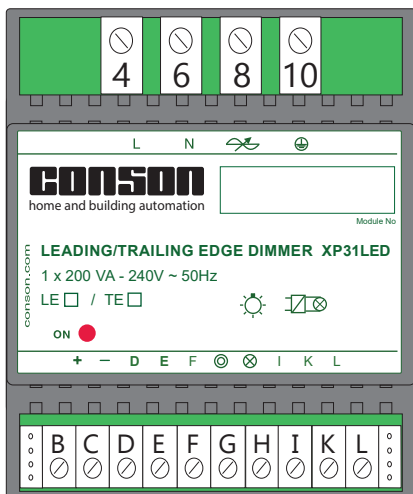 4 6 8 10
L N
CONSON
home and building automation
Module No
conson.com
LEADING/TRAILING EDGE DIMMER XP31LED
1 x 200 VA - 240V ~ 50Hz
LE / TE
ON
+ − D E F I K L
B C D E F G H I K L